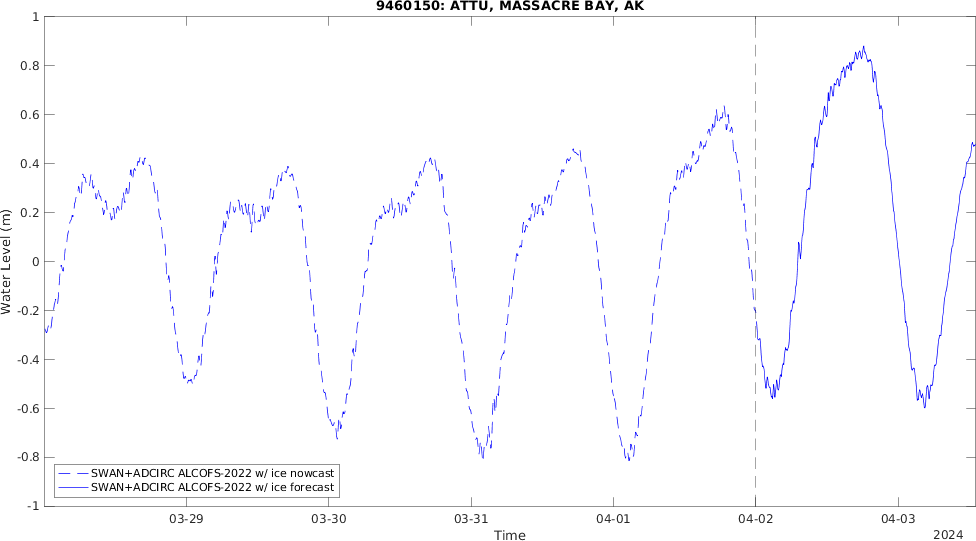 9460150: ATTU, MASSACRE BAY, AK
1
0.8
0.6
0.4
0.2
0
-0.2
-0.4
-0.6
-0.8
-1
Water Level (m)
SWAN+ADCIRC ALCOFS-2022 w/ ice nowcast
SWAN+ADCIRC ALCOFS-2022 w/ ice forecast
03-29 03-30 03-31 04-01 04-02 04-03
Time
2024